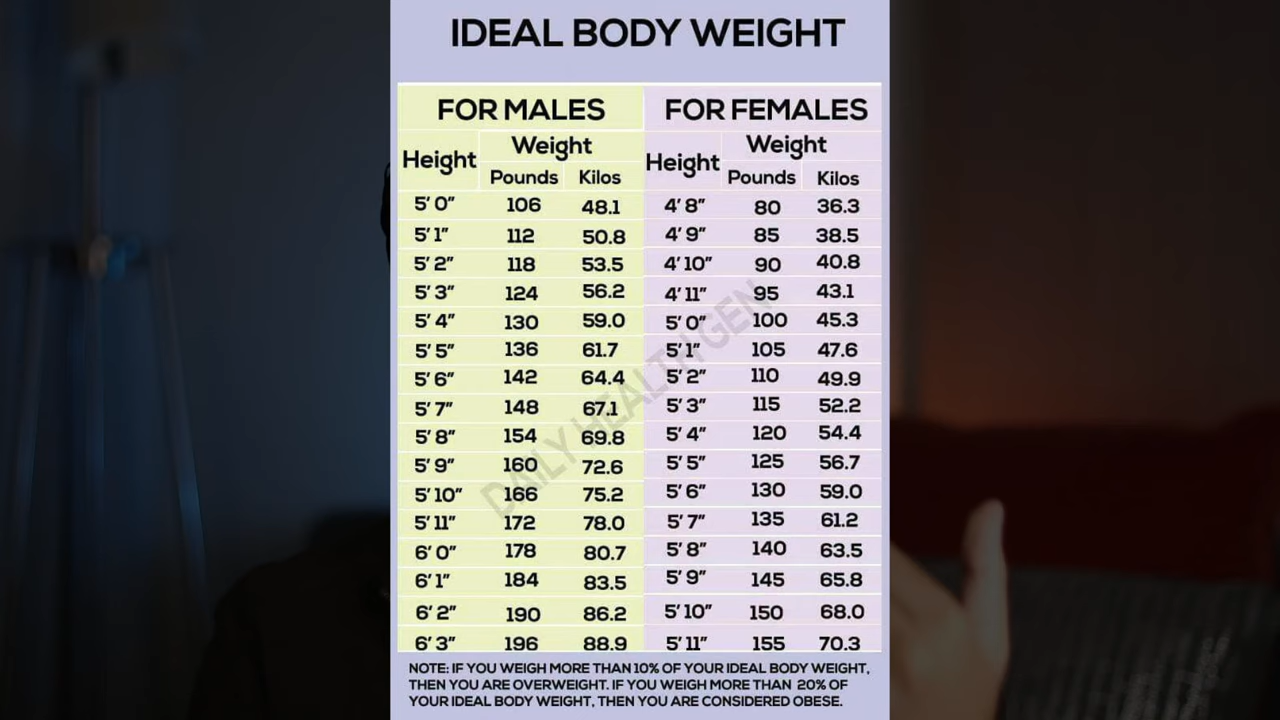 IDEAL BODY WEIGHT
FOR MALES FOR FEMALES
Height Weight Height Weight
Pounds Kilos Pounds Kilos
5' 0" 106 48.1 4' 8" 80 36.3
5' 1" 112 50.8 4' 9" 85 38.5
5' 2" 118 53.5 4' 10" 90 40.8
5' 3" 124 56.2 4' 11" 95 43.1
5' 4" 130 59.0 5' 0" 100 45.3
5' 5" 136 61.7 5' 1" 105 47.6
5' 6" 142 64.4 5' 2" 110 49.9
5' 7" 148 67.1 5' 3" 115 52.2
5' 8" 154 69.8 5' 4" 120 54.4
5' 9" 160 72.6 5' 5" 125 56.7
5' 10" 166 75.2 5' 6" 130 59.0
5' 11" 172 78.0 5' 7" 135 61.2
6' 0" 178 80.7 5' 8" 140 63.5
6' 1" 184 83.5 5' 9" 145 65.8
6' 2" 190 86.2 5' 10" 150 68.0
6' 3" 196 88.9 5' 11" 155 70.3
DAILY HEALTH GEN
NOTE: IF YOU WEIGH MORE THAN 10% OF YOUR IDEAL BODY WEIGHT,
THEN YOU ARE OVERWEIGHT. IF YOU WEIGH MORE THAN 20% OF
YOUR IDEAL BODY WEIGHT, THEN YOU ARE CONSIDERED OBESE.